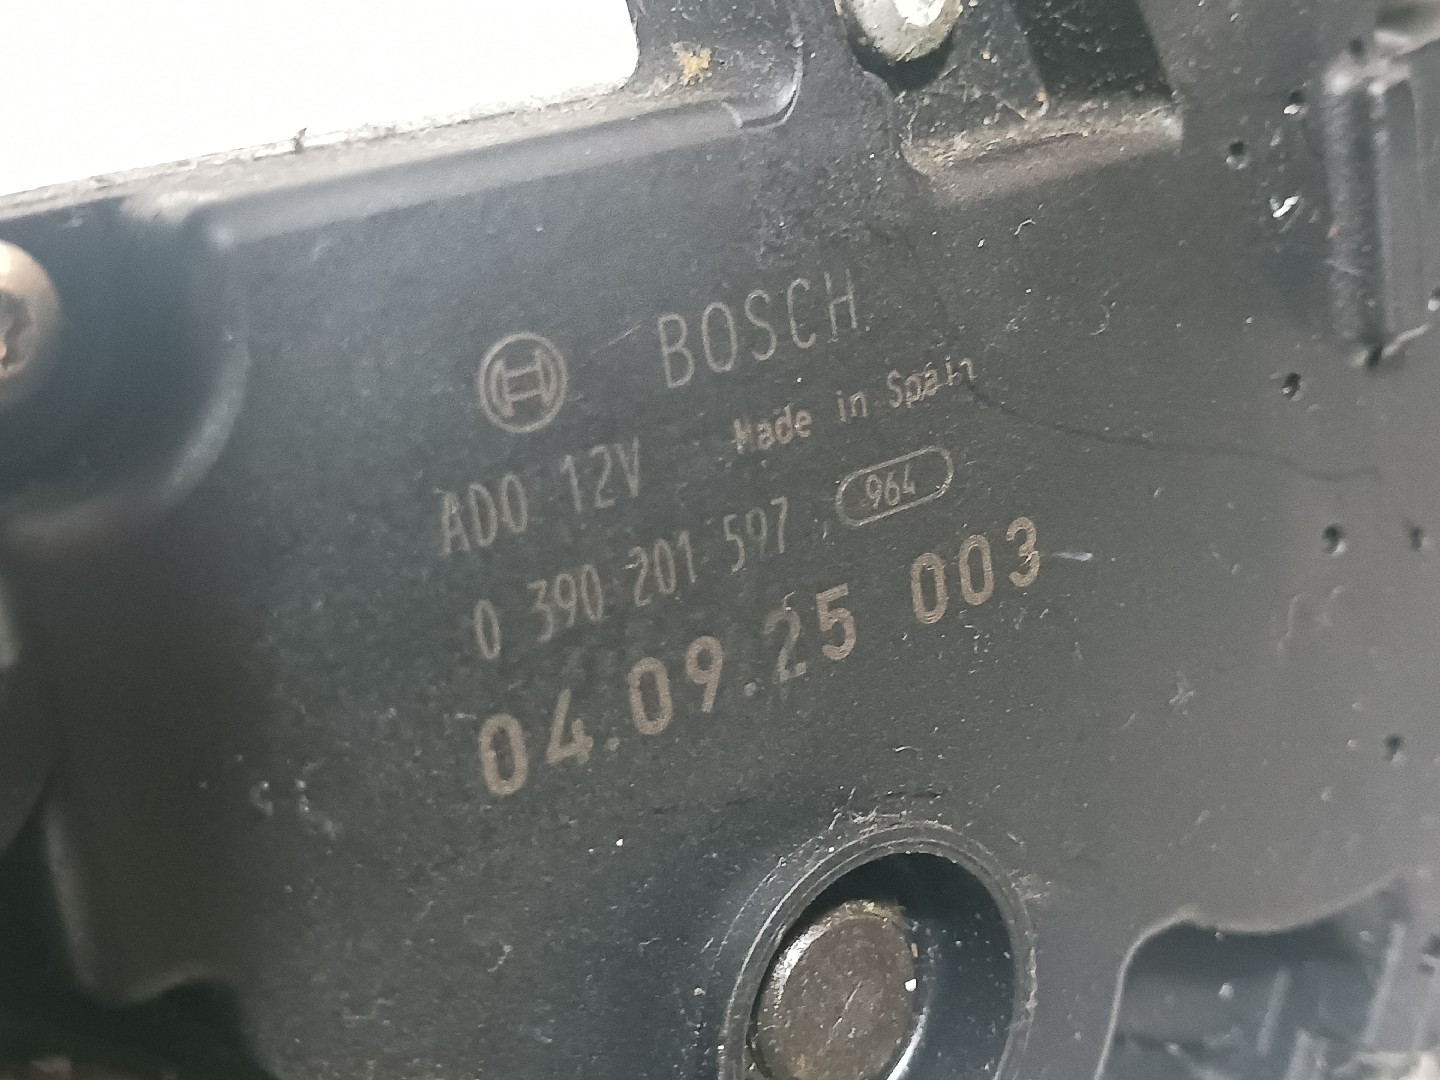 BOSCH
Made in Spain
ADO 12V
0 390 201 597 964
04.09.25 003